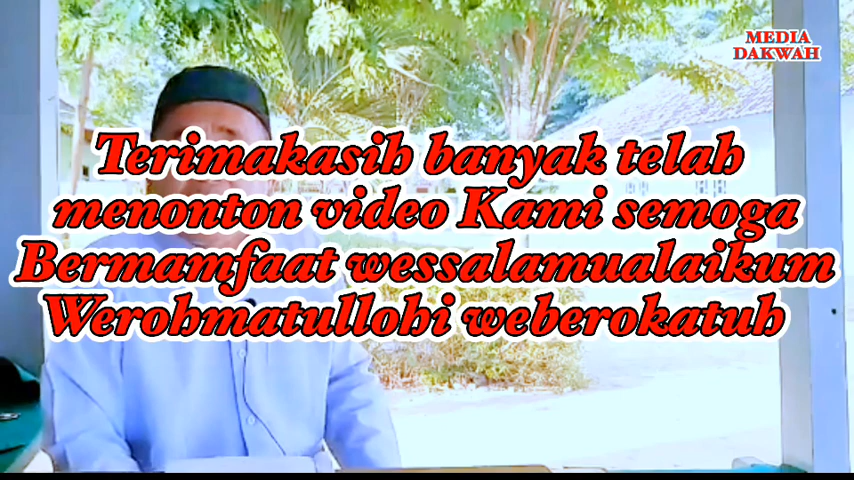 MEDIA
DAKWAH
Terimakasih banyak telah
menonton video Kami semoga
Bermamfaat wessalamualaikum
Werohmatullohi weberokatuh